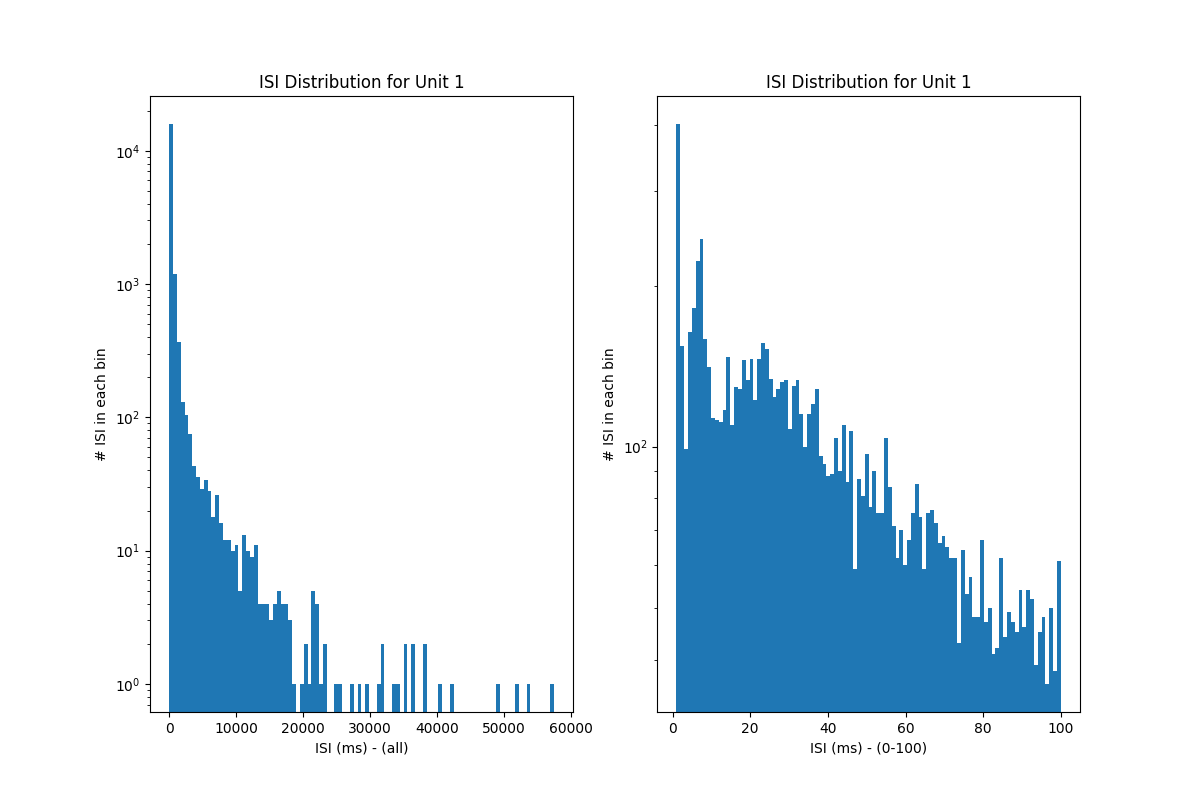 ISI Distribution for Unit 1
# ISI in each bin
10^4
10^3
10^2
10^1
10^0
0 10000 20000 30000 40000 50000 60000
ISI (ms) - (all)
ISI Distribution for Unit 1
# ISI in each bin
10^2
0 20 40 60 80 100
ISI (ms) - (0-100)